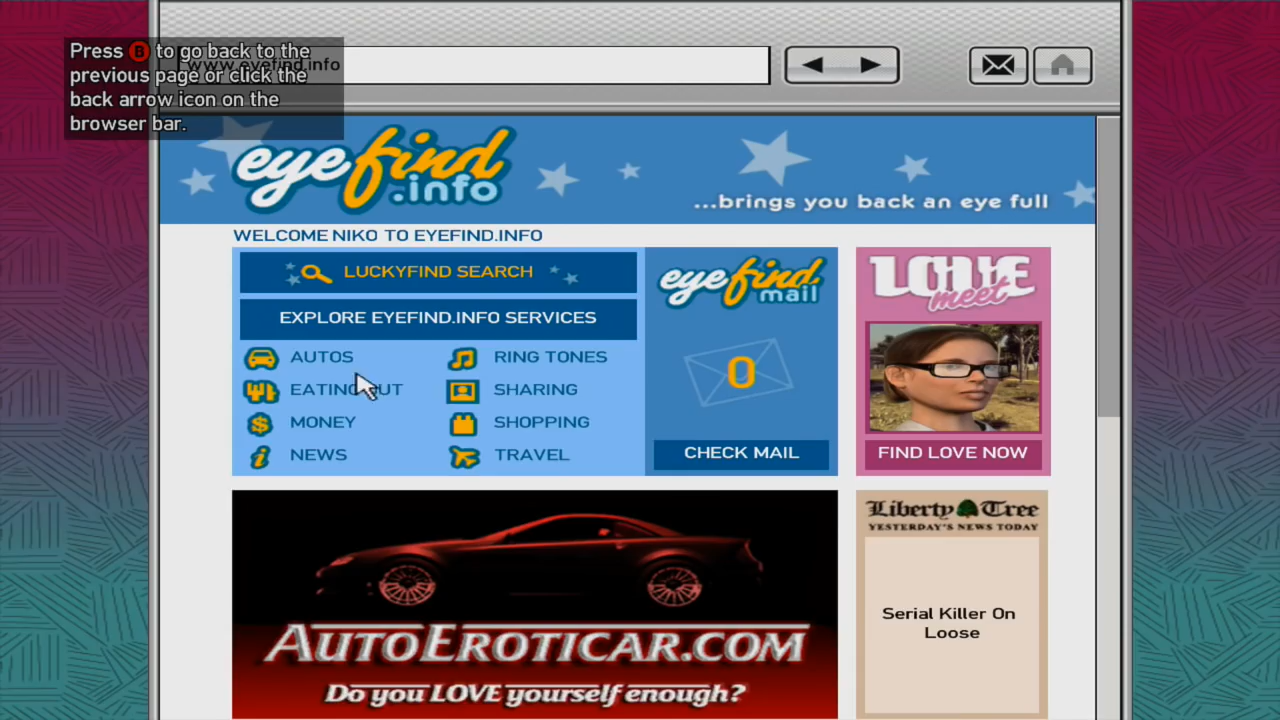 Press B to go back to the
previous page or click the
back arrow icon on the
browser bar.
www.eyefind.info
eyefind
.info
...brings you back an eye full
WELCOME NIKO TO EYEFIND.INFO
LUCKYFIND SEARCH
EXPLORE EYEFIND.INFO SERVICES
AUTOS
RING TONES
EATING OUT
SHARING
$
MONEY
SHOPPING
i
NEWS
TRAVEL
eyefind
mail
0
CHECK MAIL
LOVE
meet
FIND LOVE NOW
AUTOEROTICAR.COM
Do you LOVE yourself enough?
Liberty Tree
YESTERDAY'S NEWS TODAY
Serial Killer On
Loose